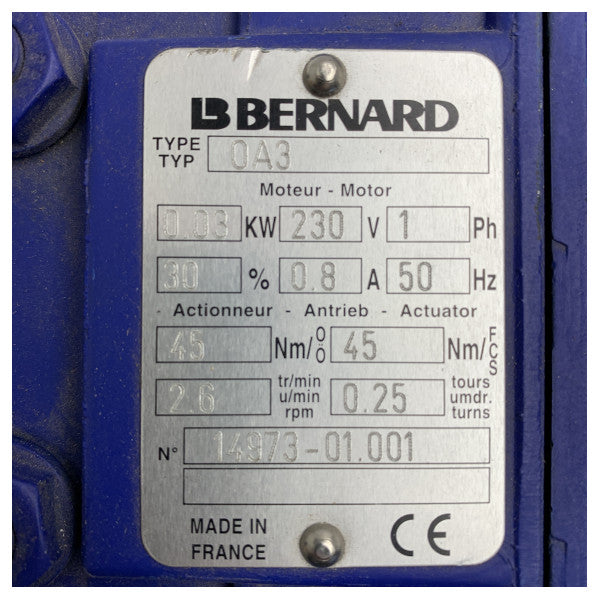 LB BERNARD
TYPE TYP OA3
Moteur - Motor
0.03 KW 230 V 1 Ph
30 % 0.8 A 50 Hz
- Actionneur - Antrieb - Actuator
45 Nm/O O 45 Nm/F C S
2.6 tr/min u/min rpm 0.25 tours umdr. turns
N° 14973-01.001
MADE IN FRANCE CE